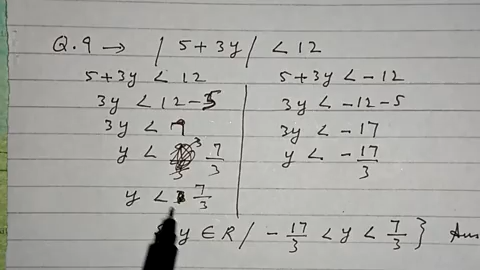 Q.9 → |5+3y| < 12
5+3y < 12
3y < 12-5
3y < 7
y < 7/3
y < 7/3
5+3y < -12
3y < -12-5
3y < -17
y < -17/3
y ∈ R / -17/3 < y < 7/3 } Ans